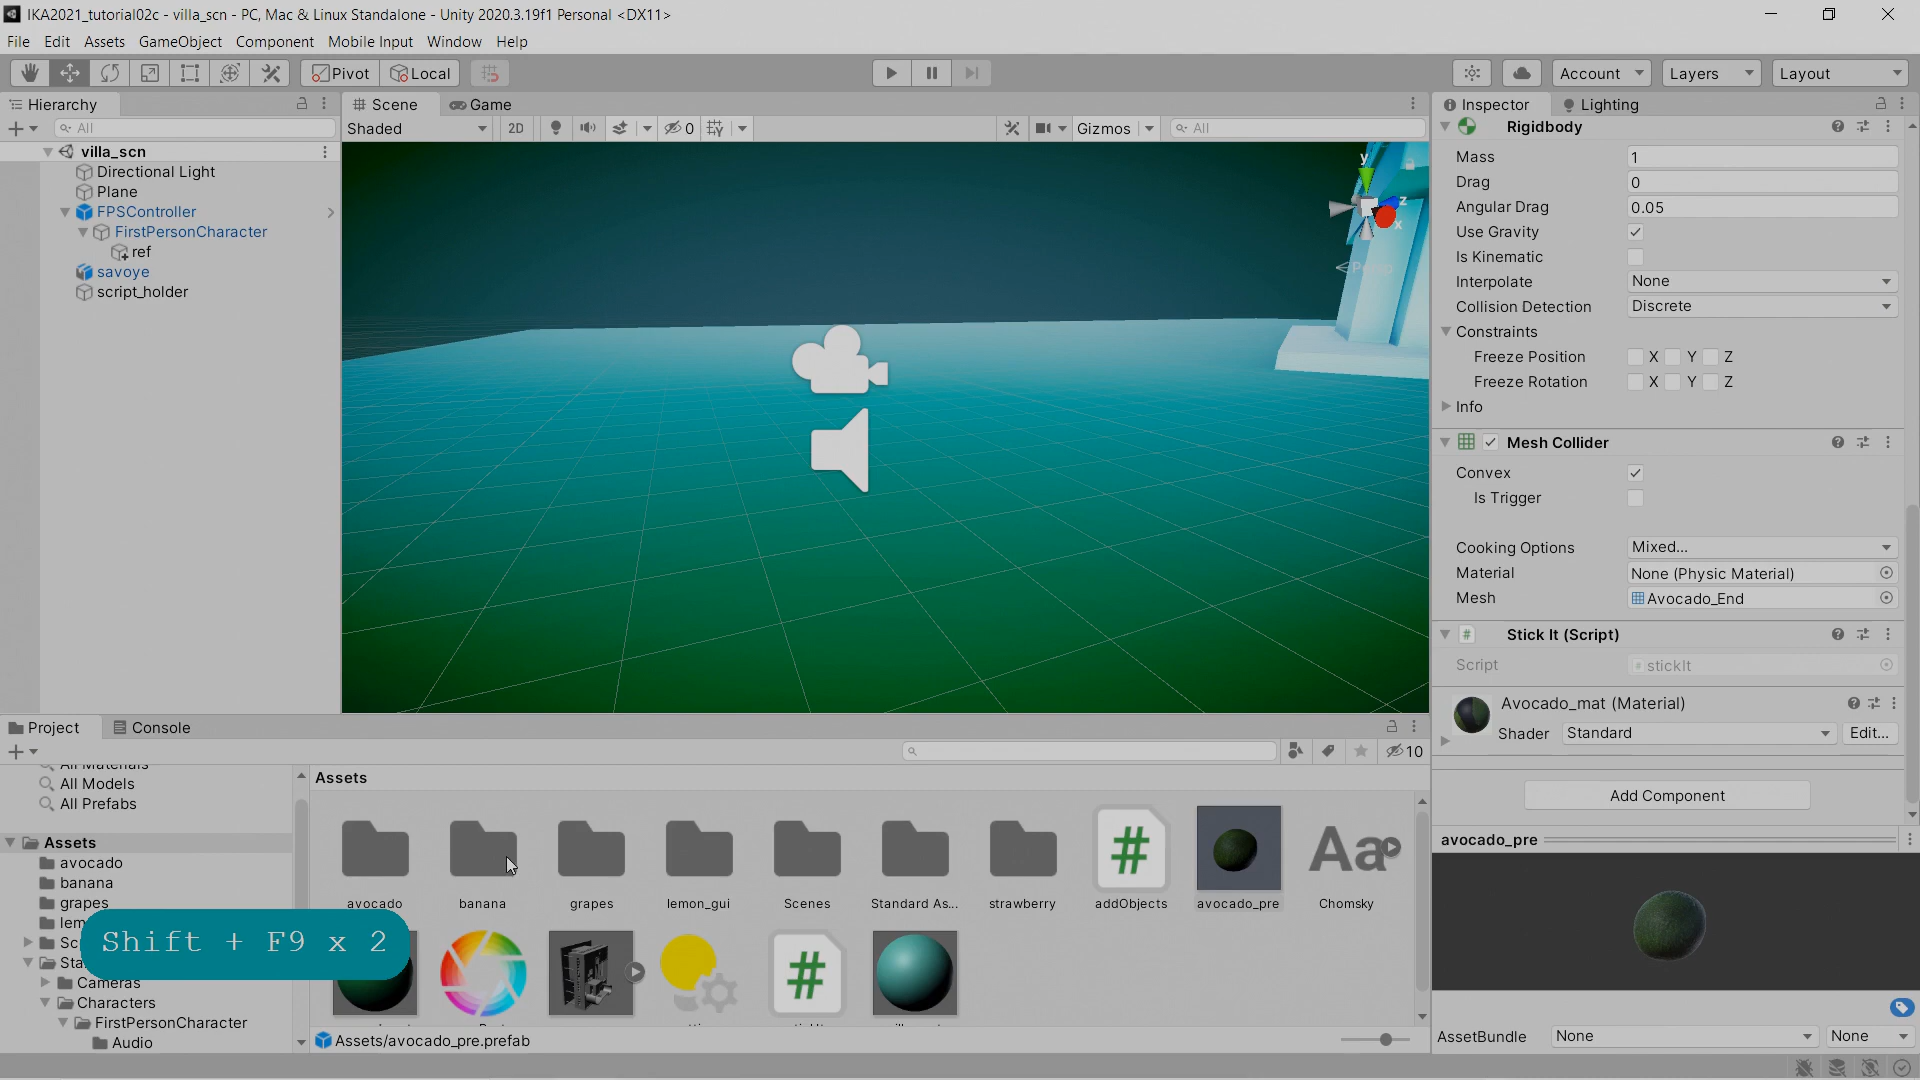 IKA2021_tutorial02c - villa_scn - PC, Mac & Linux Standalone - Unity 2020.3.19f1 Personal <DX11>
File Edit Assets GameObject Component Mobile Input Window Help
Pivot Local Account Layers Layout
Hierarchy
All
villa_scn
Directional Light
Plane
FPSController
FirstPersonCharacter
ref
savoye
script_holder
Scene Game
Shaded 2D 0 Gizmos All
y
z
x
Persp
Inspector Lighting
Rigidbody
Mass 1
Drag 0
Angular Drag 0.05
Use Gravity
Is Kinematic
Interpolate None
Collision Detection Discrete
Constraints
Freeze Position X Y Z
Freeze Rotation X Y Z
Info
Mesh Collider
Convex
Is Trigger
Cooking Options Mixed...
Material None (Physic Material)
Mesh Avocado_End
# Stick It (Script)
Script stickIt
Avocado_mat (Material)
Shader Standard Edit...
Add Component
avocado_pre
AssetBundle None None
Project Console
10
All Models
All Prefabs
Assets
avocado
banana
grapes
Cameras
Characters
FirstPersonCharacter
Audio
Shift + F9 x 2
Assets
# # Aa
avocado banana grapes lemon_gui Scenes Standard As... strawberry addObjects avocado_pre Chomsky
Assets/avocado_pre.prefab